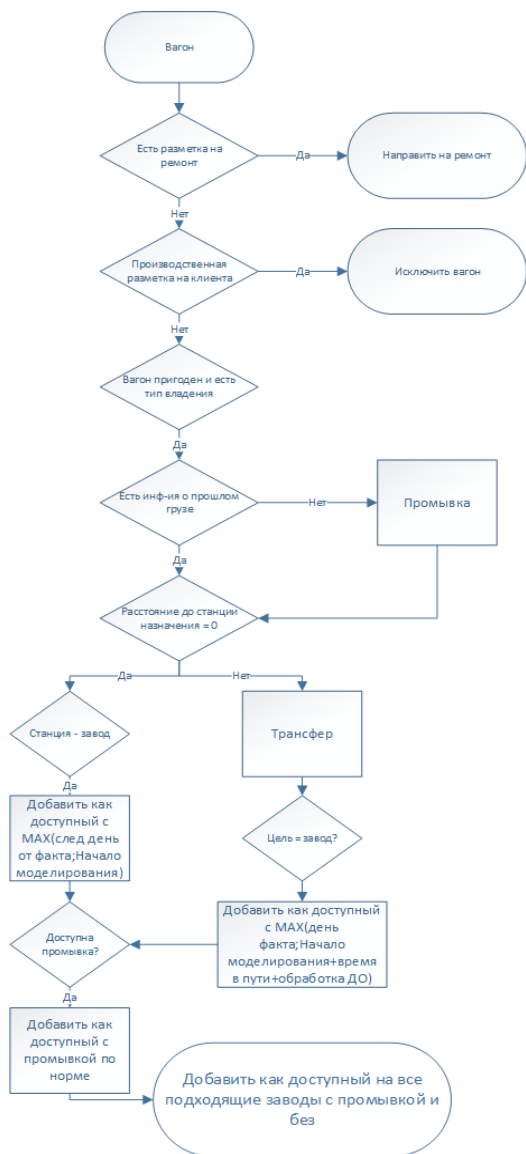 Вагон
Есть разметка на
ремонт
Да
Направить на ремонт
Нет
Производственная
разметка на клиента
Да
Исключить вагон
Нет
Вагон пригоден и есть
тип владения
Да
Есть инф-ия о прошлом
грузе
Нет
Промывка
Да
Расстояние до станции
назначения = 0
Да
Нет
Станция - завод
Трансфер
Да
Добавить как
доступный с
MAX(след день
от факта;Начало
моделирования)
Цель = завод?
Добавить как доступный
с MAX(день
факта;Начало
моделирования+время
в пути+обработка ДО)
Доступна
промывка?
Да
Добавить как
доступный с
промывкой по
норме
Добавить как доступный на все
подходящие заводы с промывкой и
без